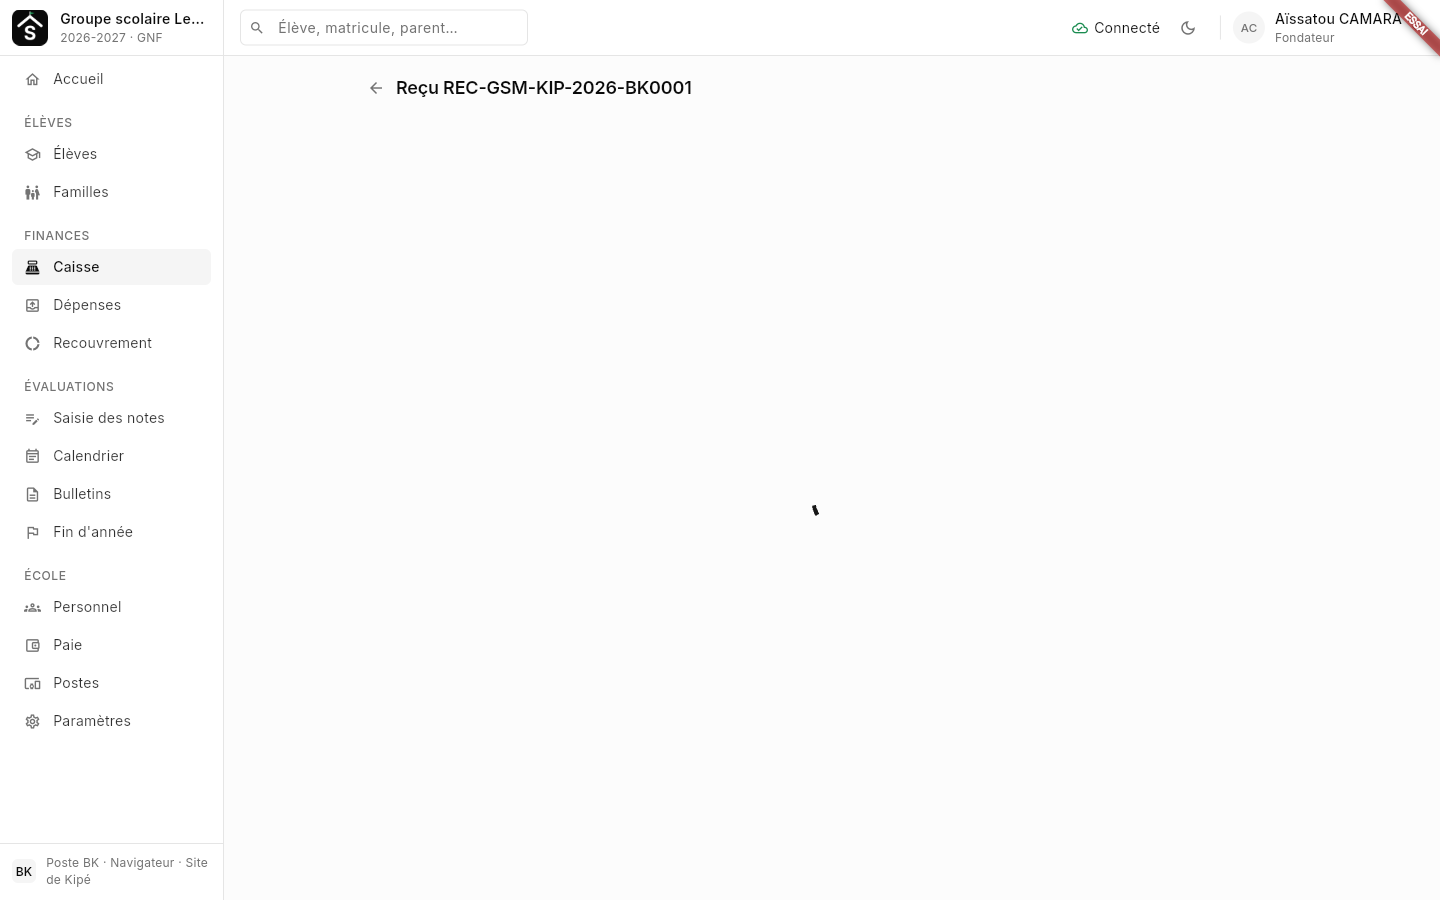 Groupe scolaire Le...
2026-2027 · GNF
Élève, matricule, parent...
Connecté
AC
Aïssatou CAMARA
Fondateur
ESSAI
Accueil
Reçu REC-GSM-KIP-2026-BK0001
ÉLÈVES
Élèves
Familles
FINANCES
Caisse
Dépenses
Recouvrement
ÉVALUATIONS
Saisie des notes
Calendrier
Bulletins
Fin d'année
ÉCOLE
Personnel
Paie
Postes
Paramètres
BK
Poste BK · Navigateur · Site
de Kipé